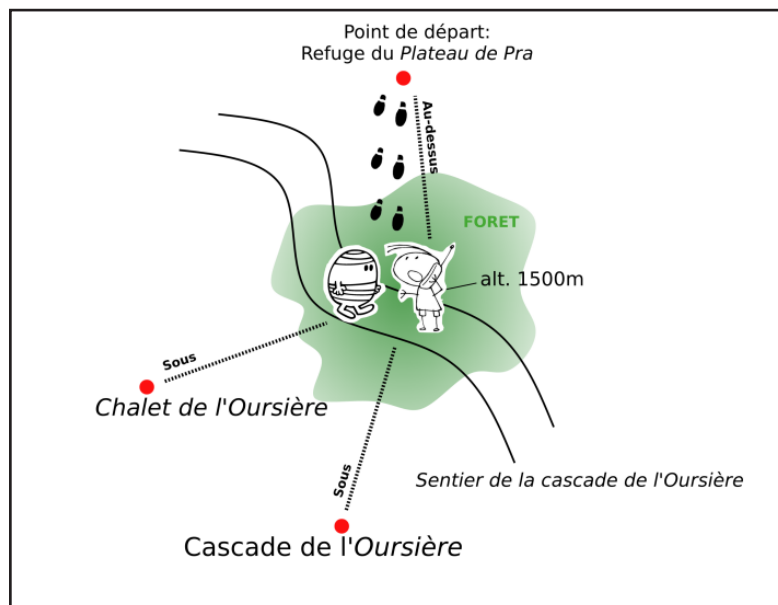 Point de départ:
Refuge du Plateau de Pra
Au-dessus
FORET
alt. 1500m
Sous
Chalet de l'Oursière
Sous
Sentier de la cascade de l'Oursière
Cascade de l'Oursière